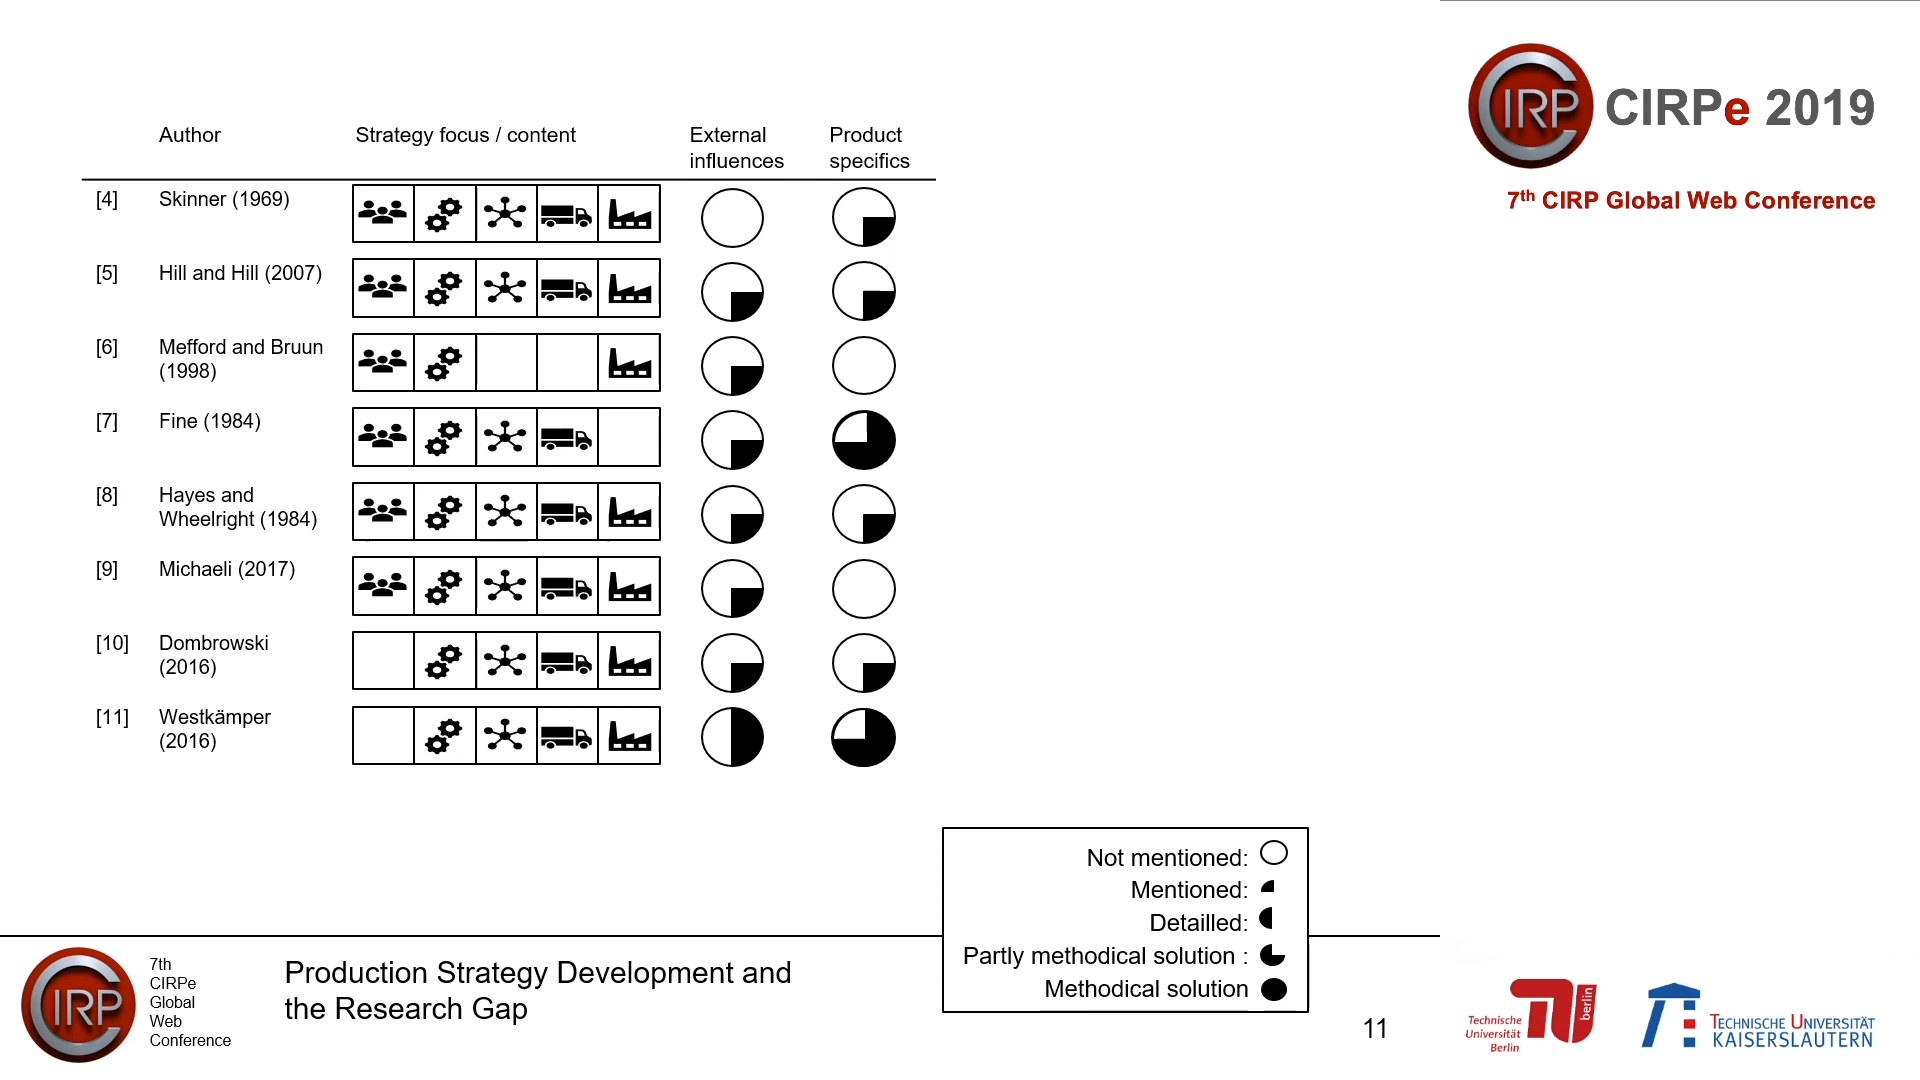 CIRP
CIRPe 2019
7th CIRP Global Web Conference
Author
Strategy focus / content
External
influences
Product
specifics
[4]
Skinner (1969)
[5]
Hill and Hill (2007)
[6]
Mefford and Bruun
(1998)
[7]
Fine (1984)
[8]
Hayes and
Wheelright (1984)
[9]
Michaeli (2017)
[10]
Dombrowski
(2016)
[11]
Westkämper
(2016)
Not mentioned:
Mentioned:
Detailled:
Partly methodical solution :
Methodical solution
CIRP
7th
CIRPe
Global
Web
Conference
Production Strategy Development and
the Research Gap
11
Technische
Universität
Berlin
berlin
TECHNISCHE UNIVERSITÄT
KAISERSLAUTERN